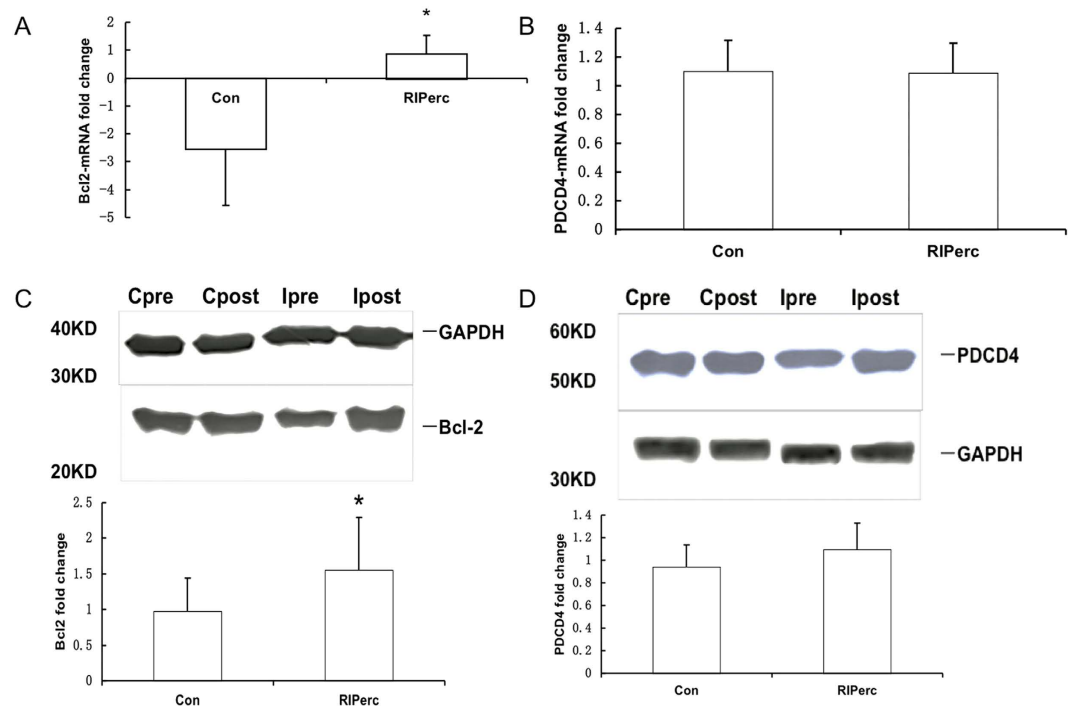 A
Bcl2-mRNA fold change
2
1
0
−1
−2
−3
−4
−5
Con
RIPerc
*
B
PDCD4-mRNA fold change
1.4
1.2
1
0.8
0.6
0.4
0.2
0
Con RIPerc
C
Cpre Cpost Ipre Ipost
40KD
GAPDH
30KD
Bcl-2
20KD
Bcl2 fold change
2.5
2
1.5
1
0.5
0
*
Con RIPerc
D
Cpre Cpost Ipre Ipost
60KD
PDCD4
50KD
GAPDH
30KD
PDCD4 fold change
1.4
1.2
1
0.8
0.6
0.4
0.2
0
Con RIPerc